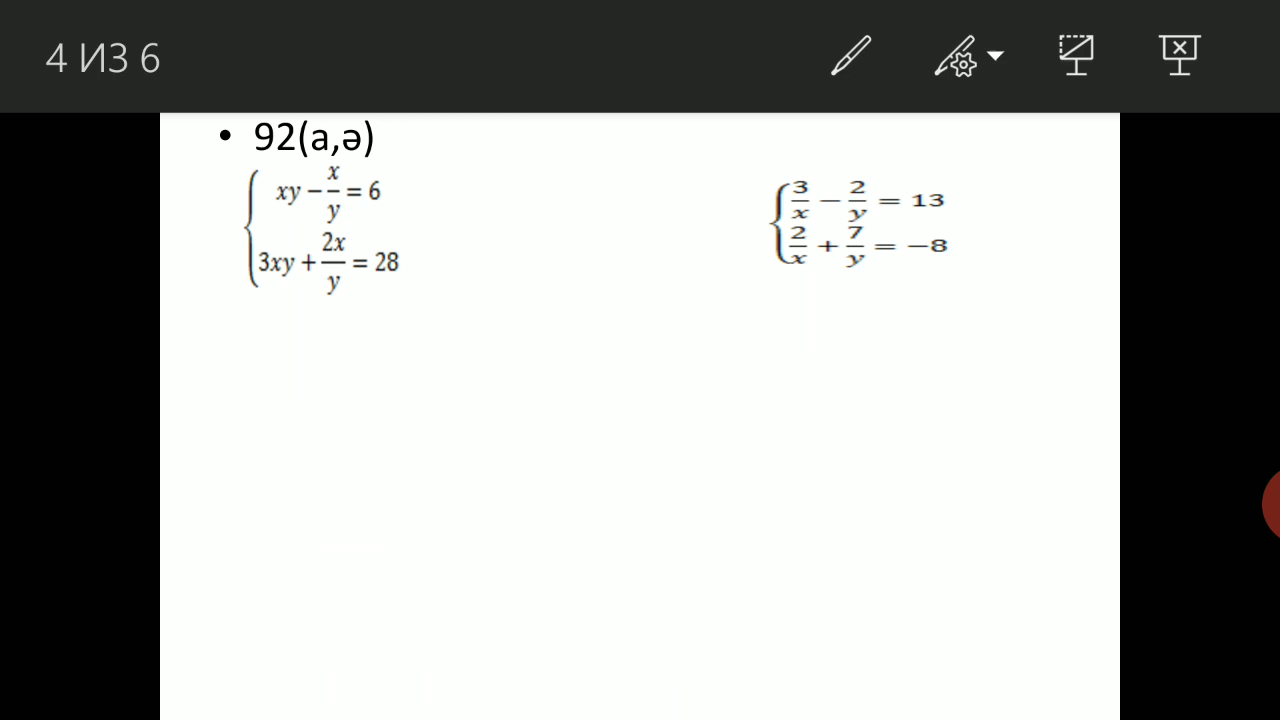 4 ИЗ 6
• 92(а,ә)
xy − x/y = 6
3xy + 2x/y = 28
3/x − 2/y = 13
2/x + 7/y = −8